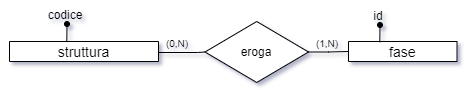 codice
id
struttura
(0,N)
eroga
(1,N)
fase